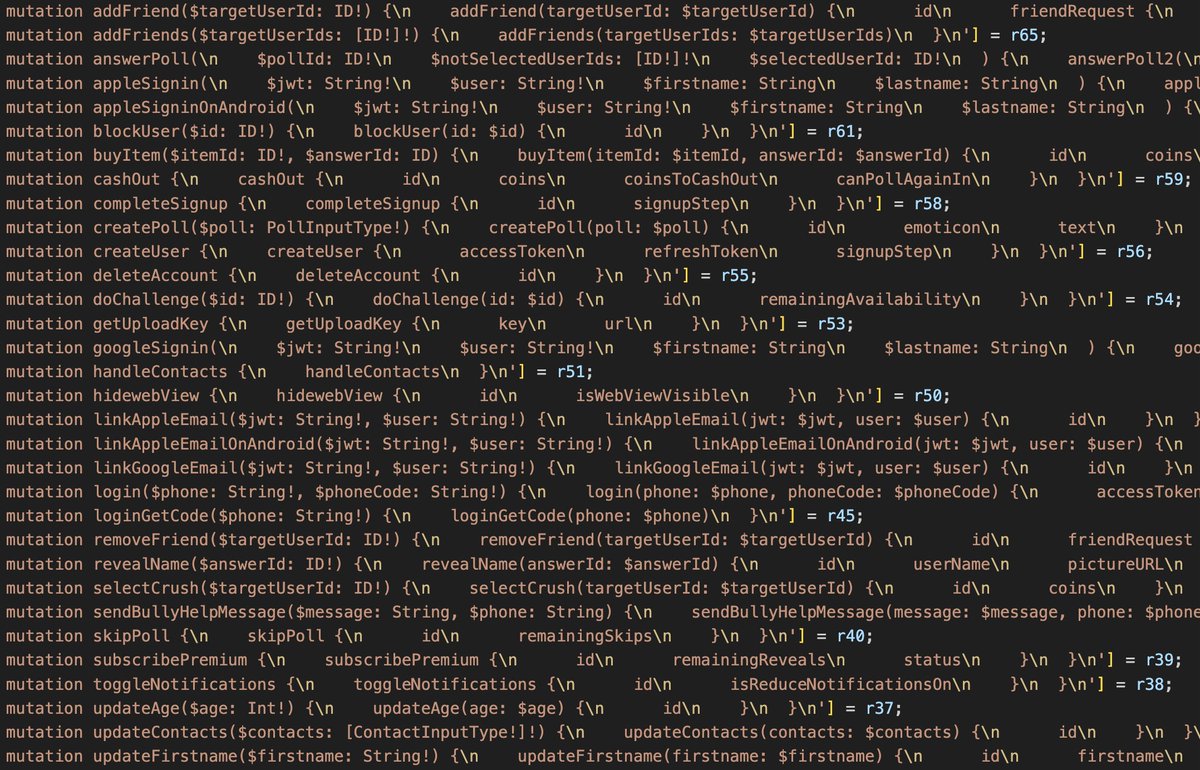 mutation addFriend($targetUserId: ID!) {\n    addFriend(targetUserId: $targetUserId) {\n      id\n      friendRequest {\n
mutation addFriends($targetUserIds: [ID!]!) {\n    addFriends(targetUserIds: $targetUserIds)\n  }\n'] = r65;
mutation answerPoll(\n    $pollId: ID!\n    $notSelectedUserIds: [ID!]!\n    $selectedUserId: ID!\n  ) {\n    answerPoll2(\n
mutation appleSignin(\n    $jwt: String!\n    $user: String!\n    $firstname: String\n    $lastname: String\n  ) {\n    appl
mutation appleSigninOnAndroid(\n    $jwt: String!\n    $user: String!\n    $firstname: String\n    $lastname: String\n  ) {\
mutation blockUser($id: ID!) {\n    blockUser(id: $id) {\n      id\n    }\n  }\n'] = r61;
mutation buyItem($itemId: ID!, $answerId: ID) {\n    buyItem(itemId: $itemId, answerId: $answerId) {\n      id\n      coins\
mutation cashOut {\n    cashOut {\n      id\n      coins\n      coinsToCashOut\n      canPollAgainIn\n    }\n  }\n'] = r59;
mutation completeSignup {\n    completeSignup {\n      id\n      signupStep\n    }\n  }\n'] = r58;
mutation createPoll($poll: PollInputType!) {\n    createPoll(poll: $poll) {\n      id\n      emoticon\n      text\n    }\n
mutation createUser {\n    createUser {\n      accessToken\n      refreshToken\n      signupStep\n    }\n  }\n'] = r56;
mutation deleteAccount {\n    deleteAccount {\n      id\n    }\n  }\n'] = r55;
mutation doChallenge($id: ID!) {\n    doChallenge(id: $id) {\n      id\n      remainingAvailability\n    }\n  }\n'] = r54;
mutation getUploadKey {\n    getUploadKey {\n      key\n      url\n    }\n  }\n'] = r53;
mutation googleSignin(\n    $jwt: String!\n    $user: String!\n    $firstname: String\n    $lastname: String\n  ) {\n    goo
mutation handleContacts {\n    handleContacts\n  }\n'] = r51;
mutation hidewebView {\n    hidewebView {\n      id\n      isWebViewVisible\n    }\n  }\n'] = r50;
mutation linkAppleEmail($jwt: String!, $user: String!) {\n    linkAppleEmail(jwt: $jwt, user: $user) {\n      id\n    }\n  }
mutation linkAppleEmailOnAndroid($jwt: String!, $user: String!) {\n    linkAppleEmailOnAndroid(jwt: $jwt, user: $user) {\n
mutation linkGoogleEmail($jwt: String!, $user: String!) {\n    linkGoogleEmail(jwt: $jwt, user: $user) {\n      id\n    }\n
mutation login($phone: String!, $phoneCode: String!) {\n    login(phone: $phone, phoneCode: $phoneCode) {\n      accessToken
mutation loginGetCode($phone: String!) {\n    loginGetCode(phone: $phone)\n  }\n'] = r45;
mutation removeFriend($targetUserId: ID!) {\n    removeFriend(targetUserId: $targetUserId) {\n      id\n      friendRequest
mutation revealName($answerId: ID!) {\n    revealName(answerId: $answerId) {\n      id\n      userName\n      pictureURL\n
mutation selectCrush($targetUserId: ID!) {\n    selectCrush(targetUserId: $targetUserId) {\n      id\n      coins\n    }\n
mutation sendBullyHelpMessage($message: String, $phone: String) {\n    sendBullyHelpMessage(message: $message, phone: $phone
mutation skipPoll {\n    skipPoll {\n      id\n      remainingSkips\n    }\n  }\n'] = r40;
mutation subscribePremium {\n    subscribePremium {\n      id\n      remainingReveals\n      status\n    }\n  }\n'] = r39;
mutation toggleNotifications {\n    toggleNotifications {\n      id\n      isReduceNotificationsOn\n    }\n  }\n'] = r38;
mutation updateAge($age: Int!) {\n    updateAge(age: $age) {\n      id\n    }\n  }\n'] = r37;
mutation updateContacts($contacts: [ContactInputType!]!) {\n    updateContacts(contacts: $contacts) {\n      id\n    }\n  }\
mutation updateFirstname($firstname: String!) {\n    updateFirstname(firstname: $firstname) {\n      id\n      firstname\n